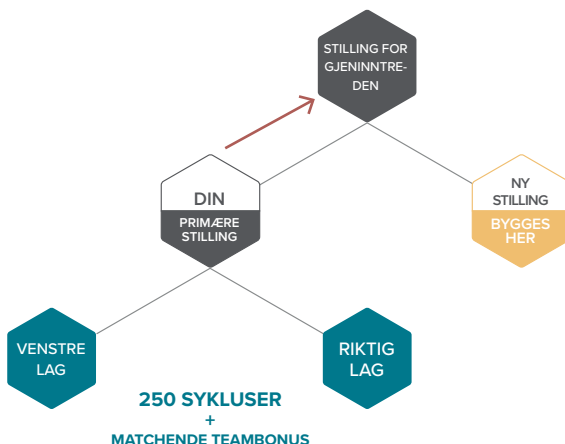 STILLING FOR
GJENINNTRE-
DEN
DIN
PRIMÆRE
STILLING
NY
STILLING
BYGGES
HER
VENSTRE
LAG
RIKTIG
LAG
250 SYKLUSER
+
MATCHENDE TEAMBONUS